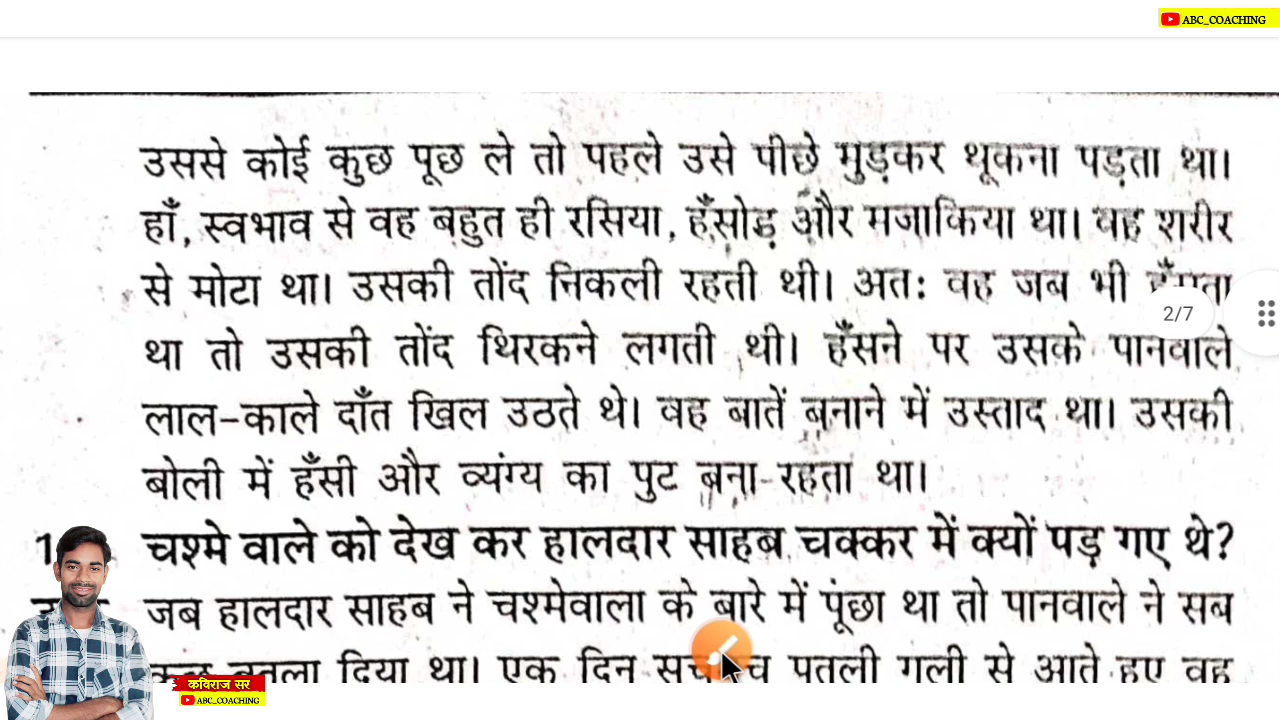 ABC_COACHING
उससे कोई कुछ पूछ ले तो पहले उसे पीछे मुड़कर थूकना पड़ता था।
हाँ, स्वभाव से वह बहुत ही रसिया, हँसोड़ और मजाकिया था। वह शरीर
से मोटा था। उसकी तोंद निकली रहती थी। अतः वह जब भी
2/7
था तो उसकी तोंद थिरकने लगती थी। हँसने पर उसके पानवाले
लाल-काले दाँत खिल उठते थे। वह बातें बनाने में उस्ताद था। उसकी
बोली में हँसी और व्यंग्य का पुट बना-रहता था।
चश्मे वाले को देख कर हालदार साहब चक्कर में क्यों पड़ गए थे?
जब हालदार साहब ने चश्मेवाला के बारे में पूंछा था तो पानवाले ने सब
दिया था। एक दिन पतली गली से आते हुए वह
कविराज सर
ABC_COACHING